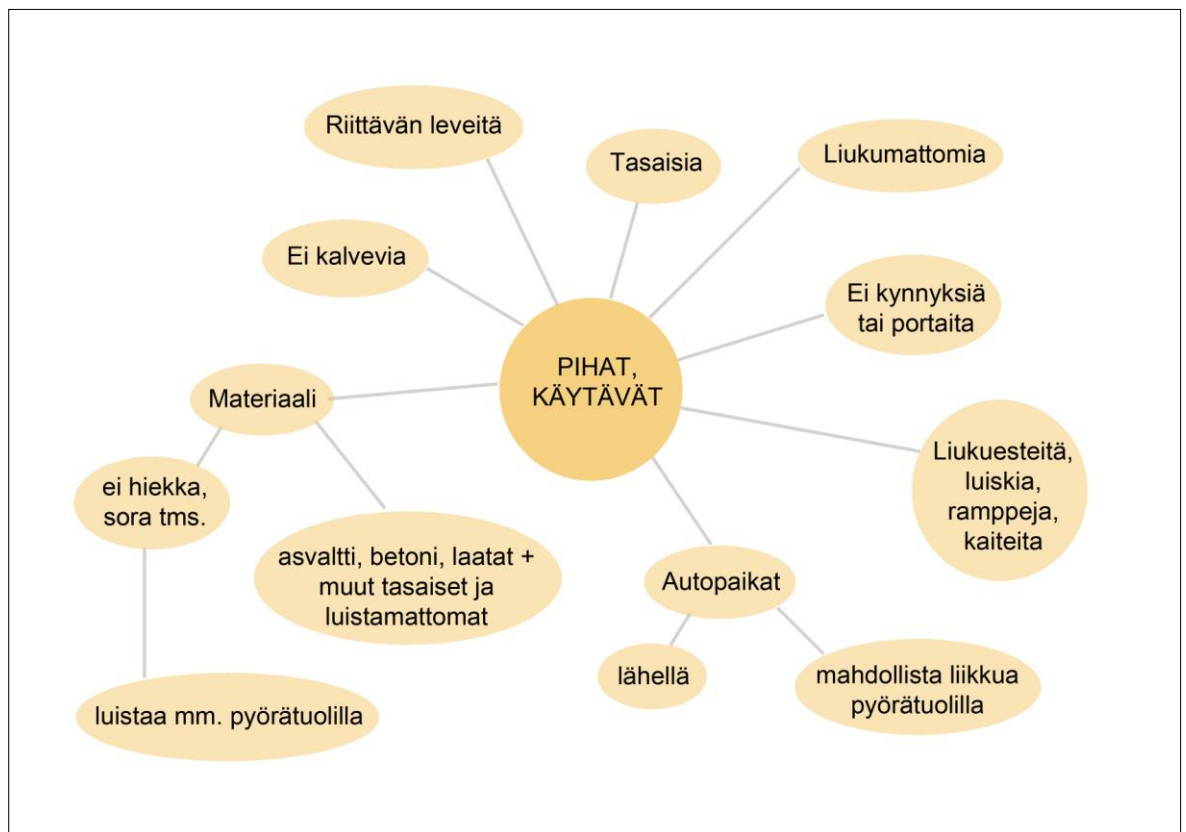 Riittävän leveitä
Tasaisia
Liukumattomia
Ei kalvevia
Ei kynnyksiä
tai portaita
PIHAT,
KÄYTÄVÄT
Materiaali
Liukuesteitä,
luiskia,
ramppeja,
kaiteita
ei hiekka,
sora tms.
asvaltti, betoni, laatat +
muut tasaiset ja
luistamattomat
Autopaikat
lähellä
mahdollista liikkua
pyörätuolilla
luistaa mm. pyörätuolilla